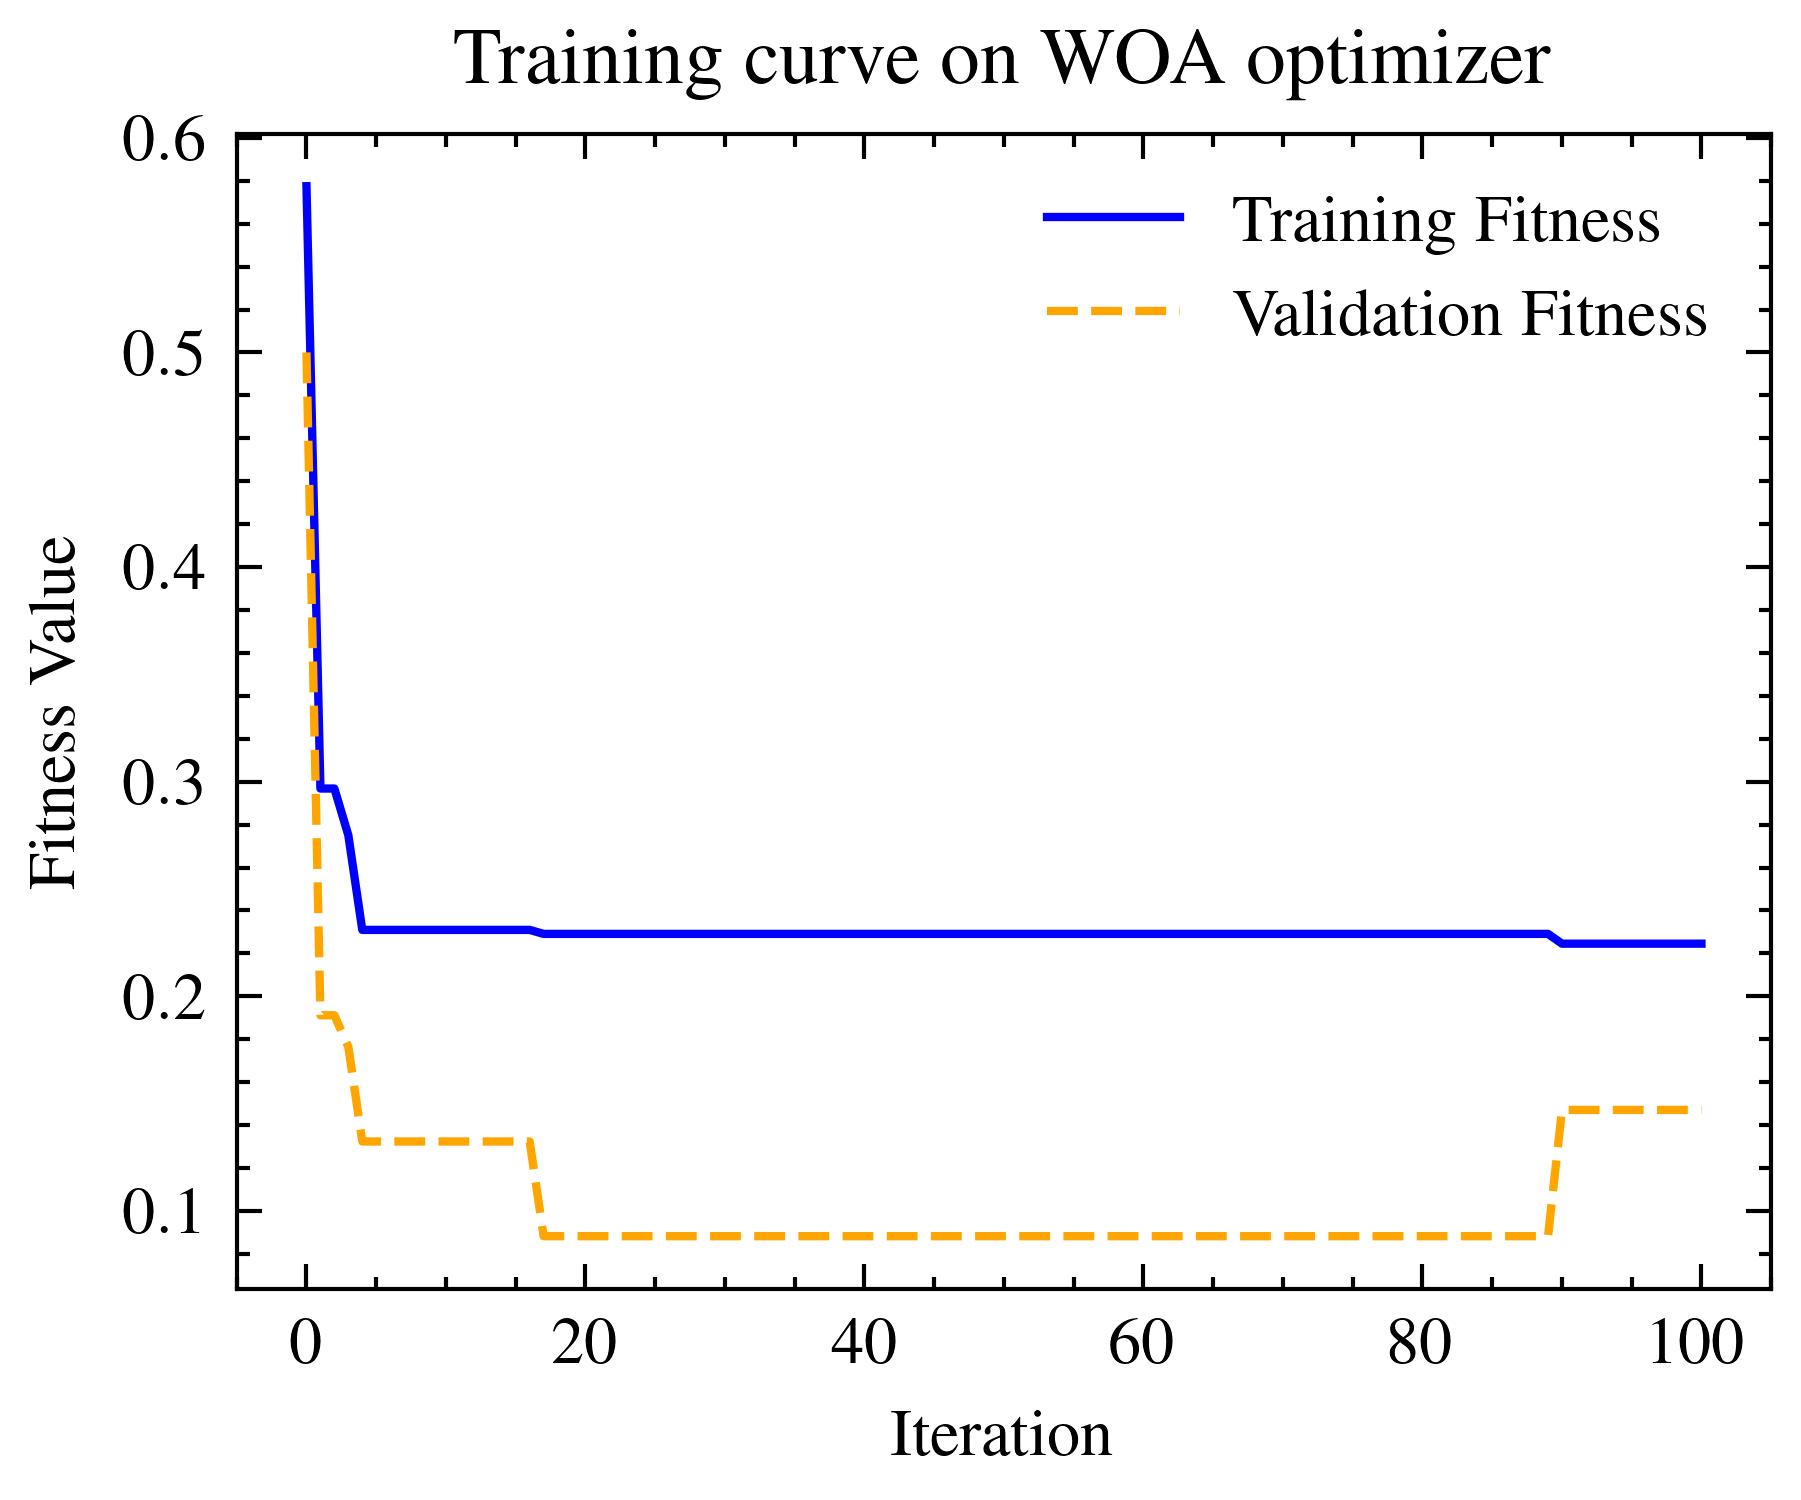 Training curve on WOA optimizer
0.6
0.5
0.4
0.3
0.2
0.1
Fitness Value
Training Fitness
Validation Fitness
0 20 40 60 80 100
Iteration